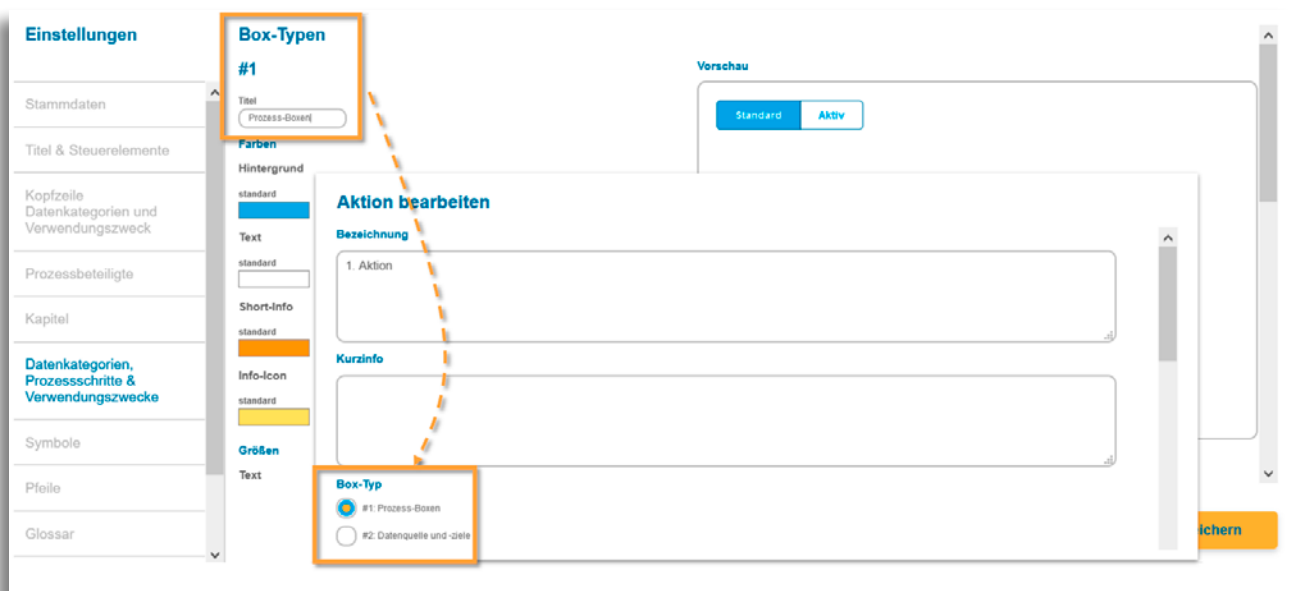 Einstellungen
Stammdaten
Titel & Steuerelemente
Kopfzeile
Datenkategorien und
Verwendungszweck
Prozessbeteiligte
Kapitel
Datenkategorien,
Prozessschritte &
Verwendungszwecke
Symbole
Pfeile
Glossar
Box-Typen
#1
Titel
Prozess-Boxen
Farben
Hintergrund
standard
Text
standard
Short-Info
standard
Info-Icon
standard
Größen
Text
Vorschau
Standard Aktiv
Aktion bearbeiten
Bezeichnung
1. Aktion
Kurzinfo
Box-Typ
#1: Prozess-Boxen
#2: Datenquelle und -ziele
ichern